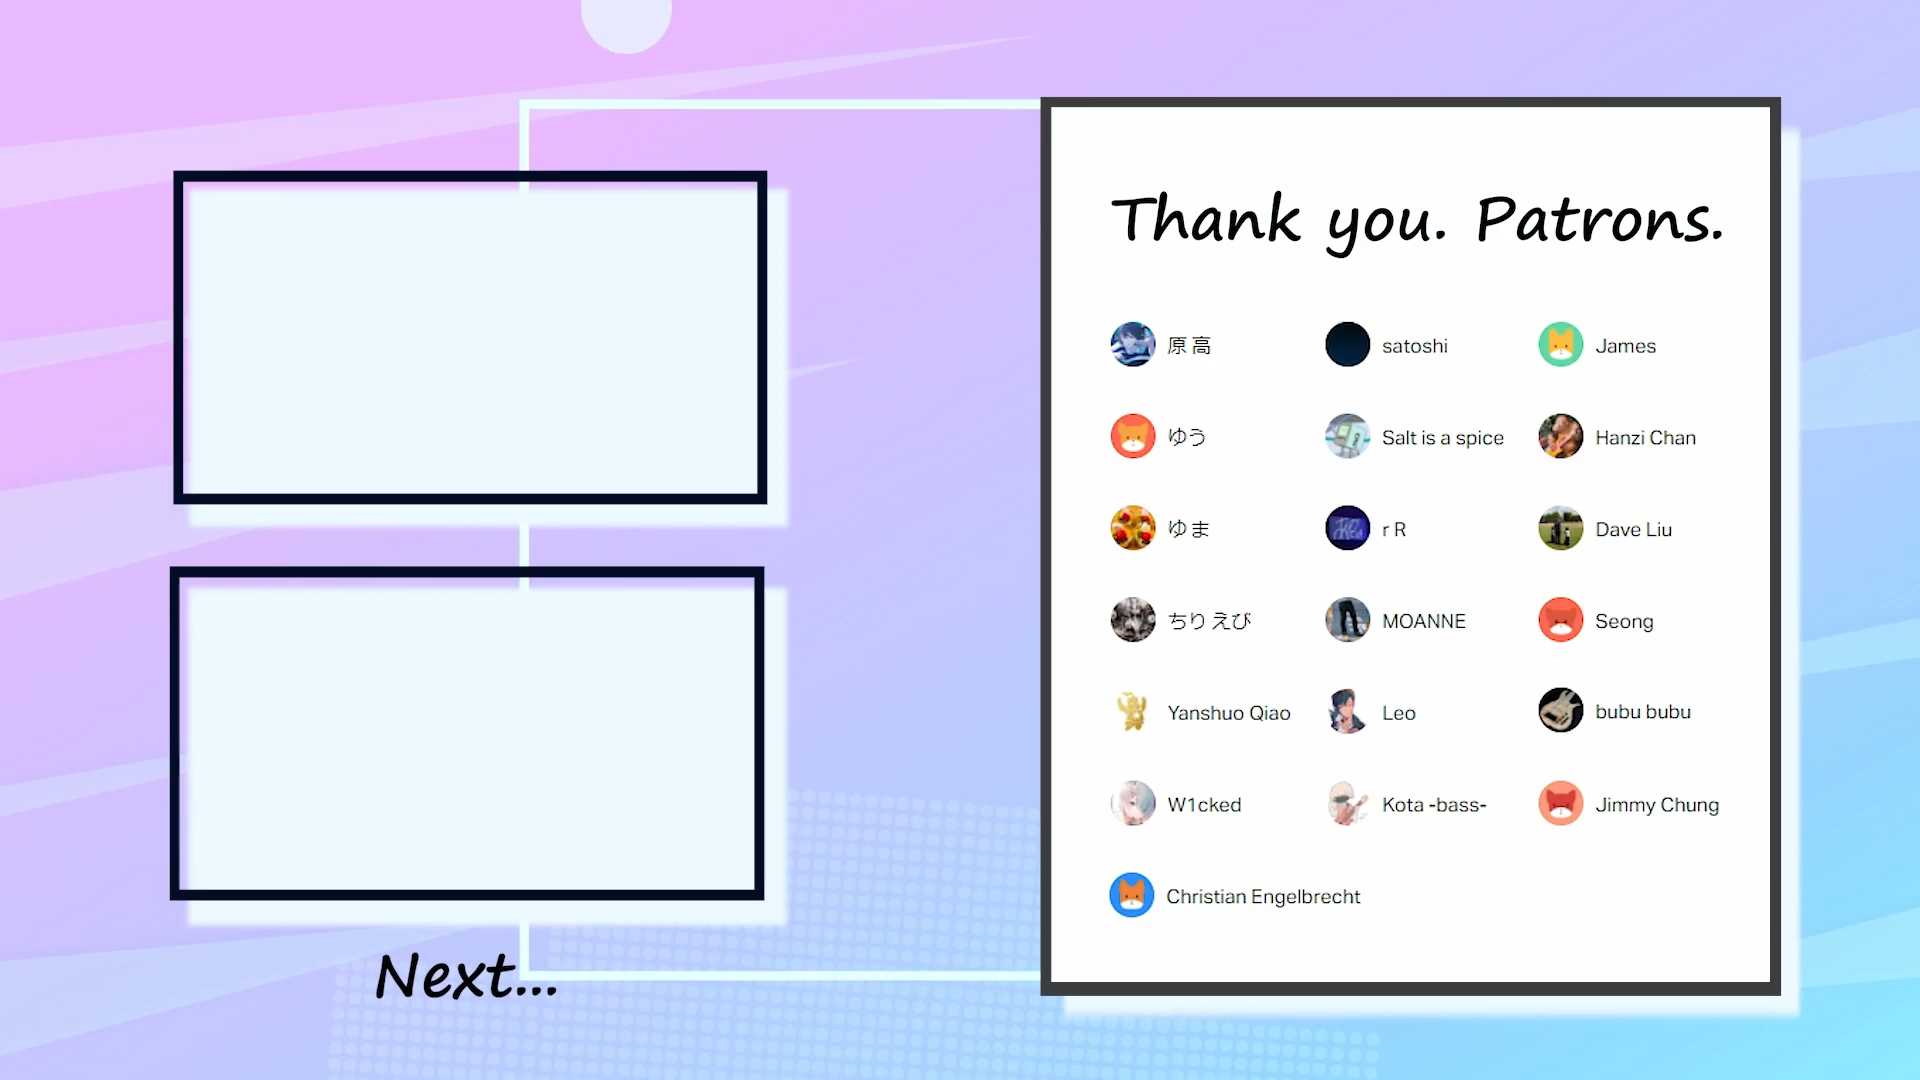 Thank you. Patrons.
原 高
satoshi
James
ゆう
Salt is a spice
Hanzi Chan
ゆま
r R
Dave Liu
ちり えび
MOANNE
Seong
Yanshuo Qiao
Leo
bubu bubu
W1cked
Kota -bass-
Jimmy Chung
Christian Engelbrecht
Next...